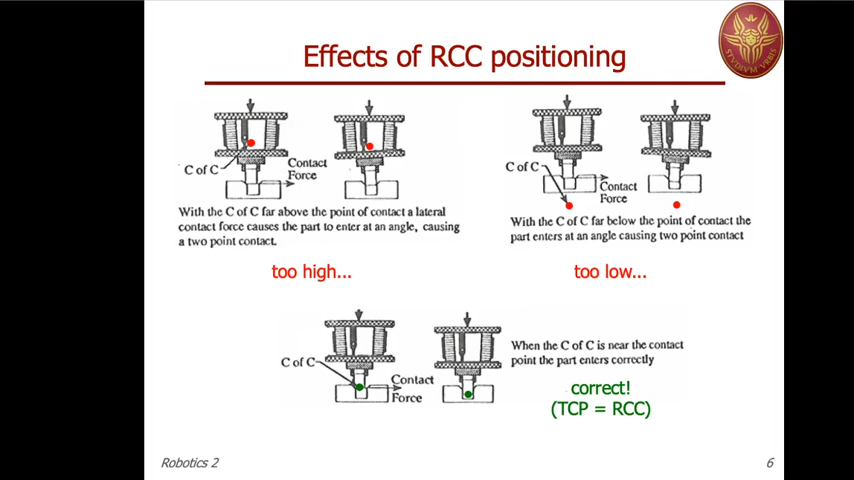 Effects of RCC positioning
STVDIVM VRBIS
C of C
Contact
Force
With the C of C far above the point of contact a lateral
contact force causes the part to enter at an angle, causing
a two point contact.
too high...
C of C
Contact
Force
With the C of C far below the point of contact the
part enters at an angle causing two point contact
too low...
C of C
Contact
Force
When the C of C is near the contact
point the part enters correctly
correct!
(TCP = RCC)
Robotics 2
6